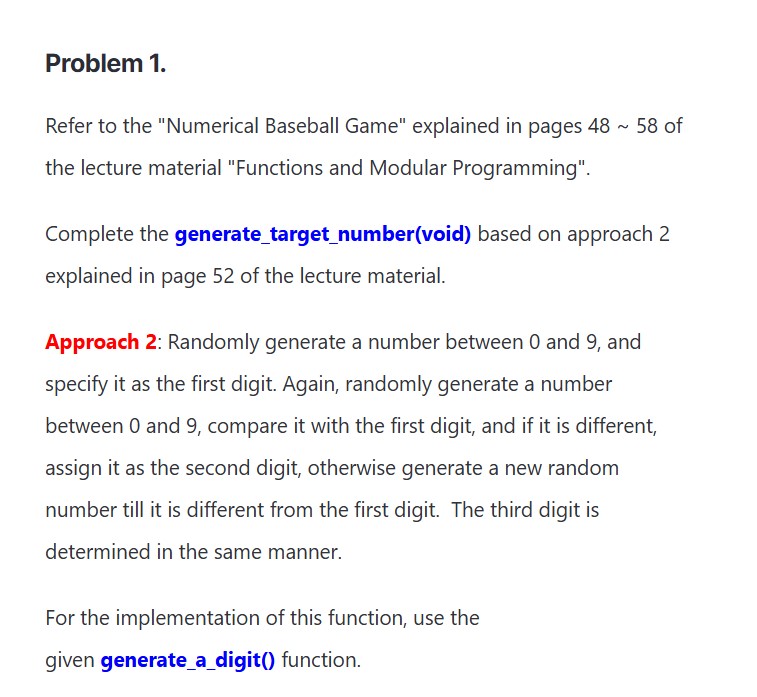 Problem 1.
Refer to the "Numerical Baseball Game" explained in pages 48 ~ 58 of
the lecture material "Functions and Modular Programming".
Complete the generate_target_number(void) based on approach 2
explained in page 52 of the lecture material.
Approach 2: Randomly generate a number between 0 and 9, and
specify it as the first digit. Again, randomly generate a number
between 0 and 9, compare it with the first digit, and if it is different,
assign it as the second digit, otherwise generate a new random
number till it is different from the first digit.  The third digit is
determined in the same manner.
For the implementation of this function, use the
given generate_a_digit() function.